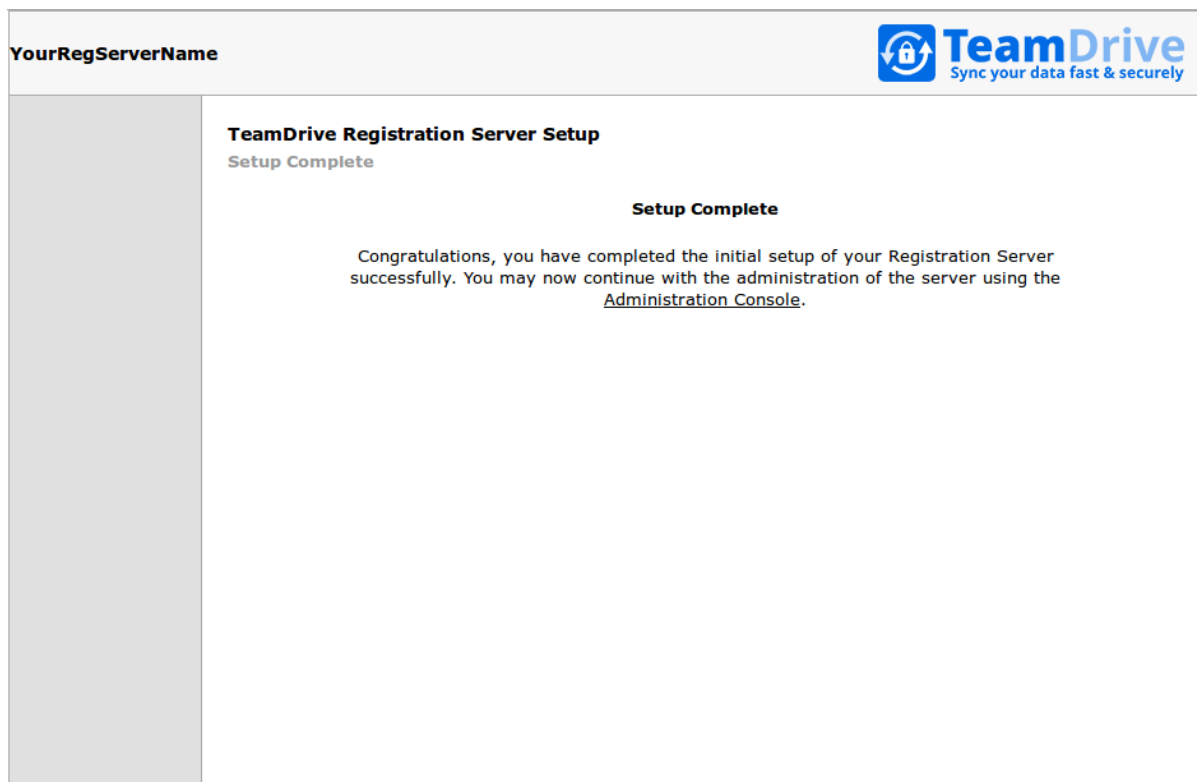 YourRegServerName
TeamDrive
Sync your data fast & securely
TeamDrive Registration Server Setup
Setup Complete
Setup Complete
Congratulations, you have completed the initial setup of your Registration Server
successfully. You may now continue with the administration of the server using the
Administration Console.